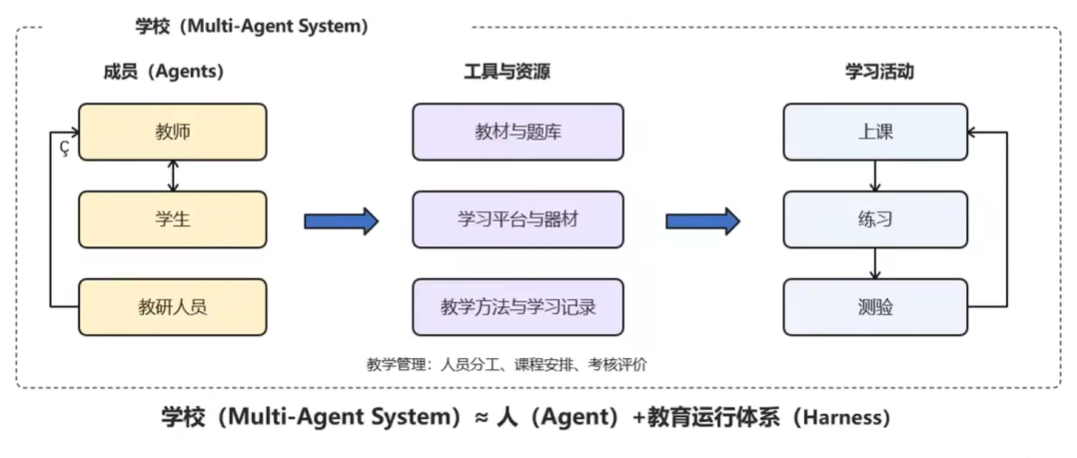 学校（Multi-Agent System）
成员（Agents）
工具与资源
学习活动
教师
教材与题库
上课
Ç
学生
学习平台与器材
练习
教研人员
教学方法与学习记录
测验
教学管理：人员分工、课程安排、考核评价
学校（Multi-Agent System）≈ 人（Agent）+教育运行体系（Harness）